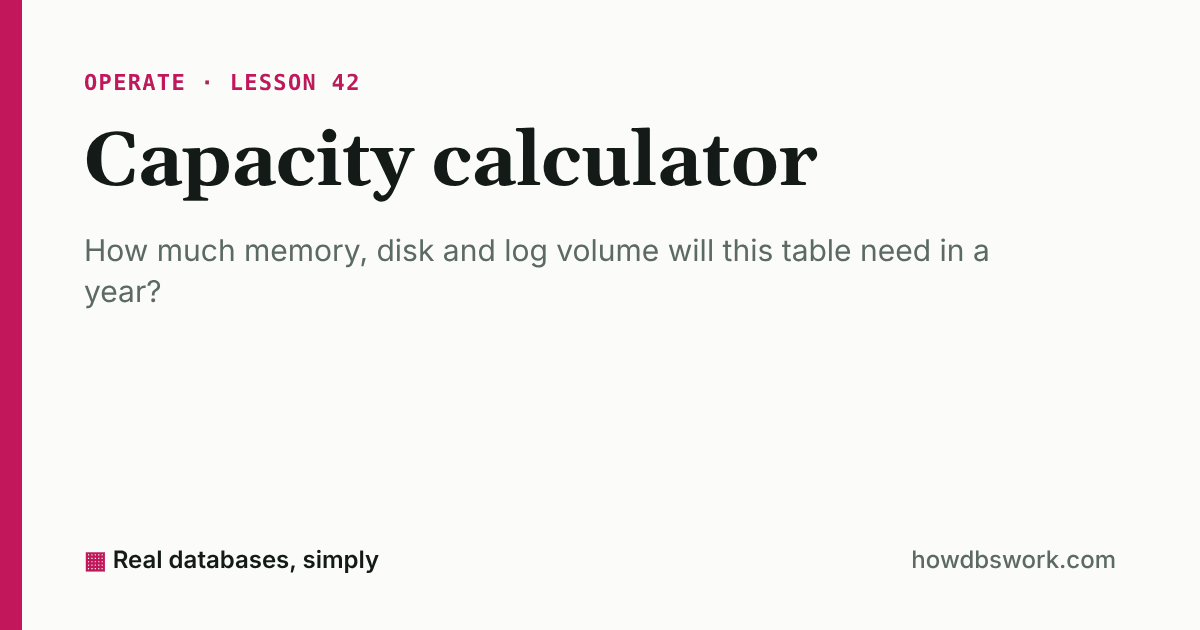 OPERATE · LESSON 42
Capacity calculator
How much memory, disk and log volume will this table need in a
year?
Real databases, simply
howdbswork.com